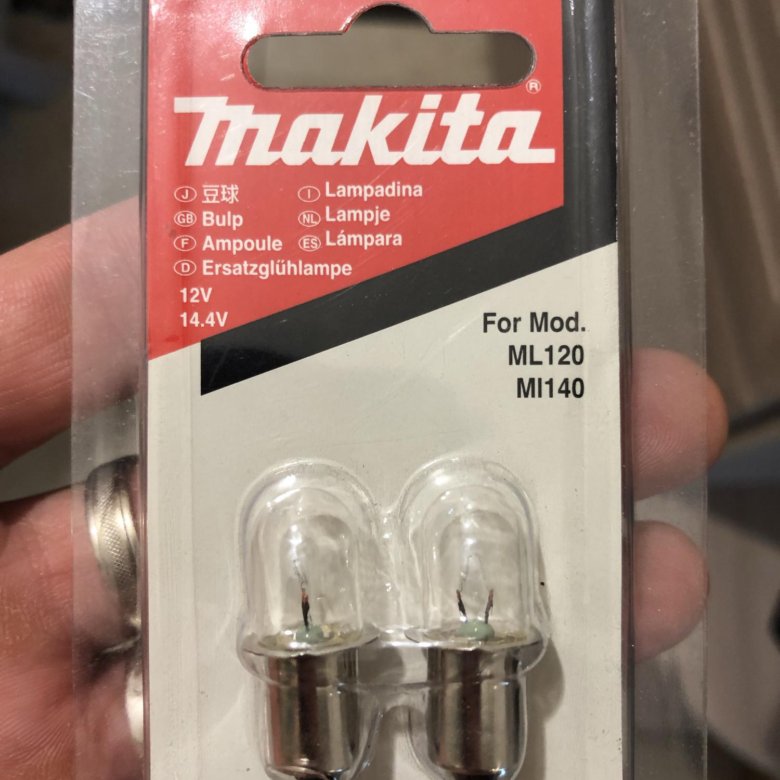 makita®
J 豆球
GB Bulp
F Ampoule
D Ersatzglühlampe
I Lampadina
NL Lampje
ES Lámpara
12V
14.4V
For Mod.
ML120
MI140